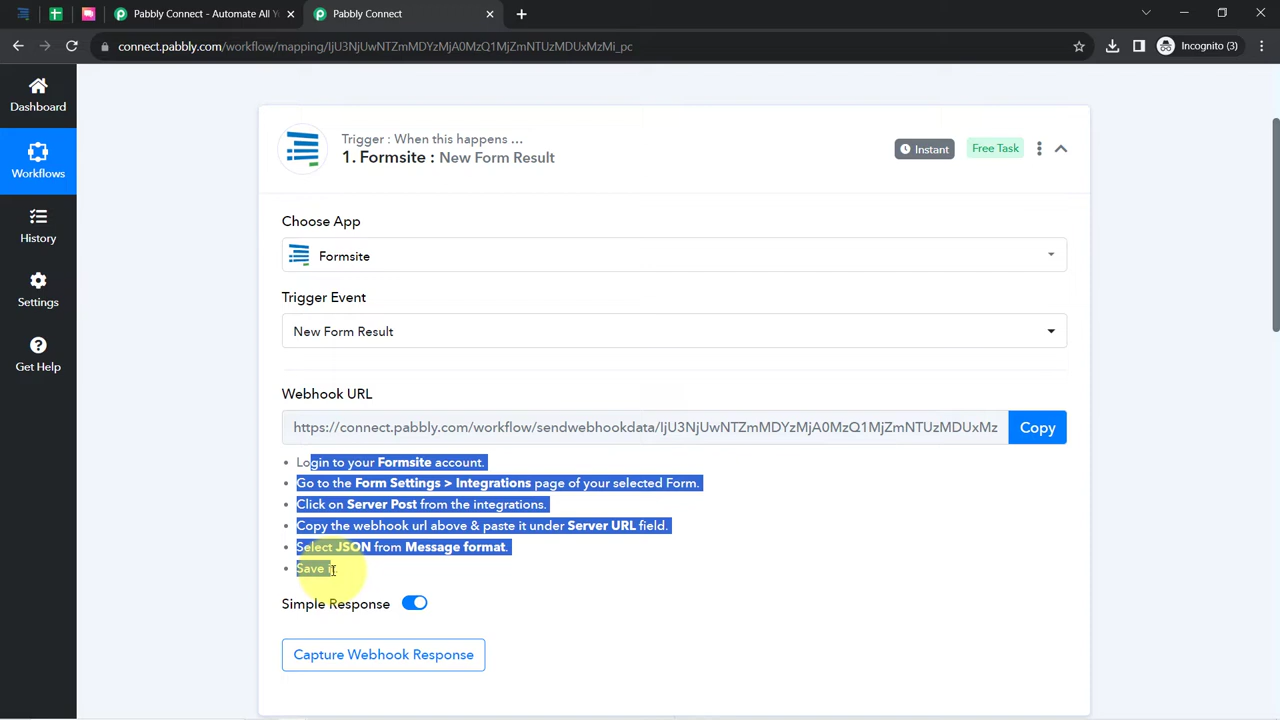 Pabbly Connect - Automate All Y
Pabbly Connect
connect.pabbly.com/workflow/mapping/IjU3NjUwNTZmMDYzMjA0MzQ1MjZmNTUzMDUxMzMi_pc
Incognito (3)
Dashboard
Workflows
History
Settings
Get Help
Trigger : When this happens ...
1. Formsite : New Form Result
Instant
Free Task
Choose App
Formsite
Trigger Event
New Form Result
Webhook URL
https://connect.pabbly.com/workflow/sendwebhookdata/IjU3NjUwNTZmMDYzMjA0MzQ1MjZmNTUzMDUxMz
Copy
• Login to your Formsite account.
• Go to the Form Settings > Integrations page of your selected Form.
• Click on Server Post from the integrations.
• Copy the webhook url above & paste it under Server URL field.
• Select JSON from Message format.
• Save it.
Simple Response
Capture Webhook Response